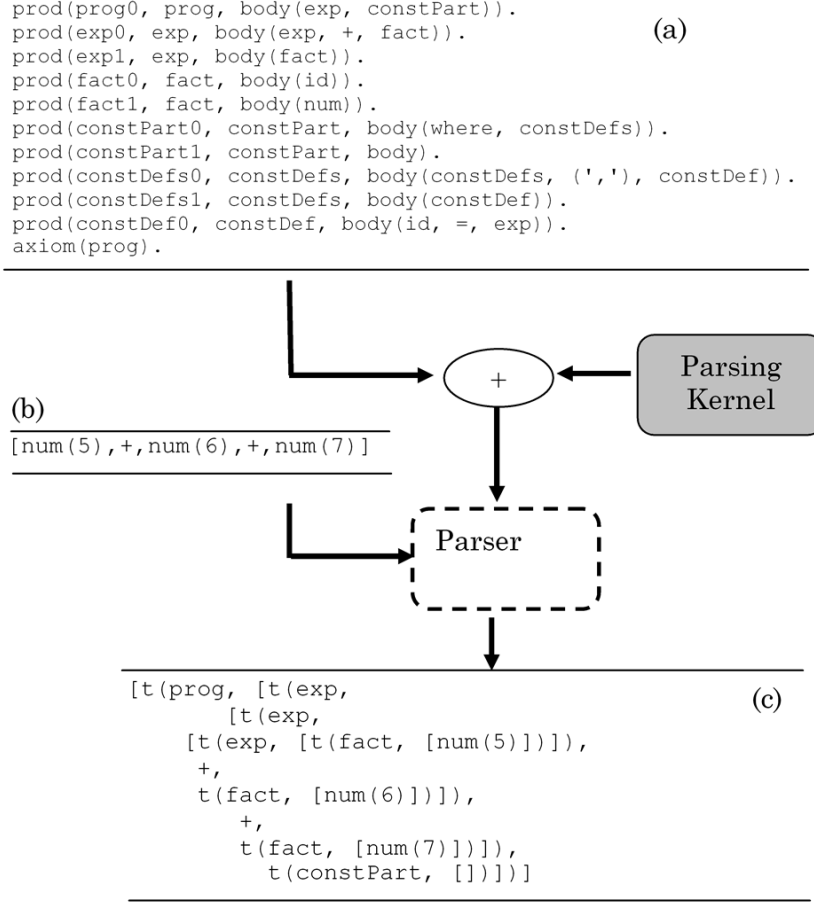 prod(prog0, prog, body(exp, constPart)).
prod(exp0, exp, body(exp, +, fact)).
(a)
prod(exp1, exp, body(fact)).
prod(fact0, fact, body(id)).
prod(fact1, fact, body(num)).
prod(constPart0, constPart, body(where, constDefs)).
prod(constPart1, constPart, body).
prod(constDefs0, constDefs, body(constDefs, (','), constDef)).
prod(constDefs1, constDefs, body(constDef)).
prod(constDef0, constDef, body(id, =, exp)).
axiom(prog).
+
Parsing
Kernel
(b)
[num(5),+,num(6),+,num(7)]
Parser
[t(prog, [t(exp,
(c)
[t(exp,
[t(exp, [t(fact, [num(5)])]),
+,
t(fact, [num(6)])]),
+,
t(fact, [num(7)])]),
t(constPart, [])])]